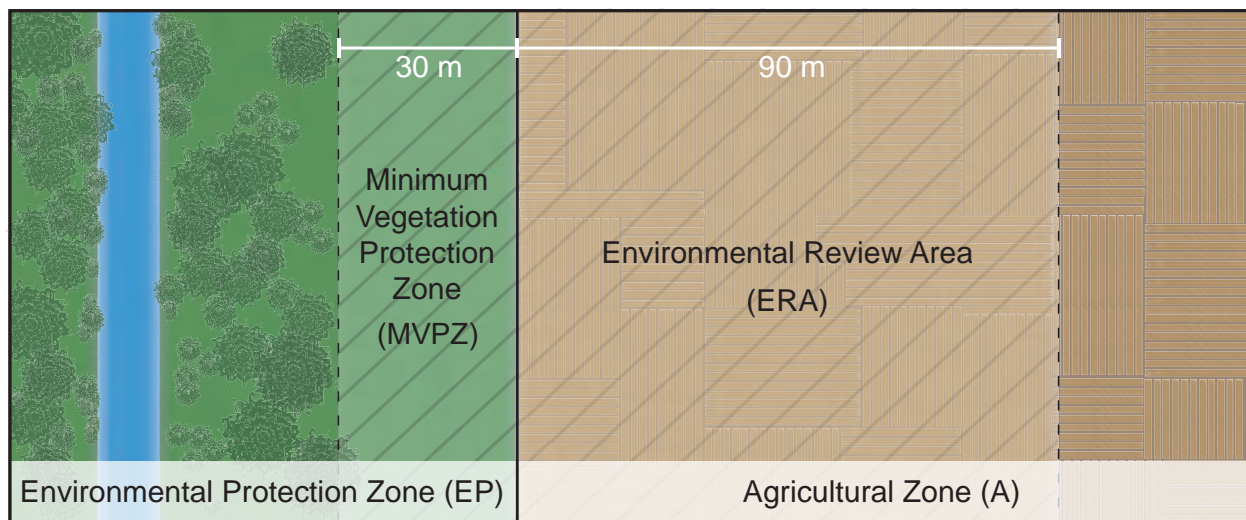 30 m
90 m
Minimum
Vegetation
Protection
Zone
(MVPZ)
Environmental Review Area
(ERA)
Environmental Protection Zone (EP)
Agricultural Zone (A)